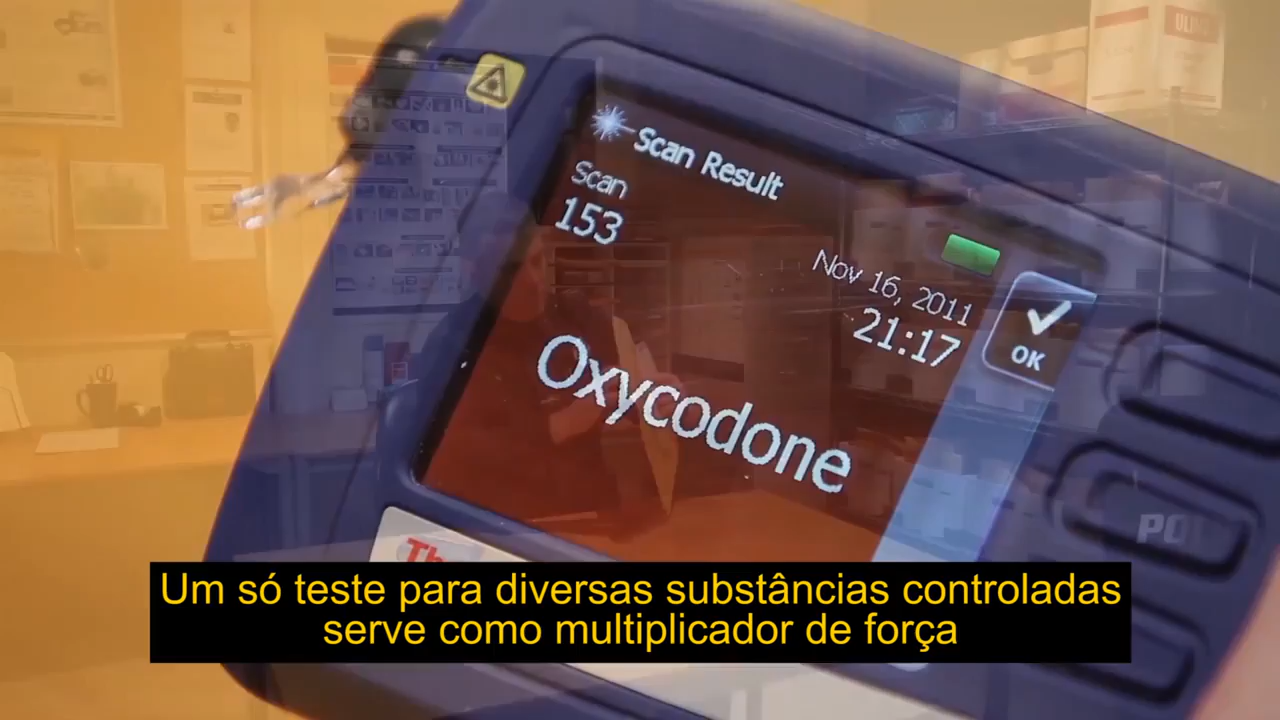 ULINE
Scan Result
Scan
153
Nov 16, 2011
21:17
OK
Oxycodone
Um só teste para diversas substâncias controladas
serve como multiplicador de força